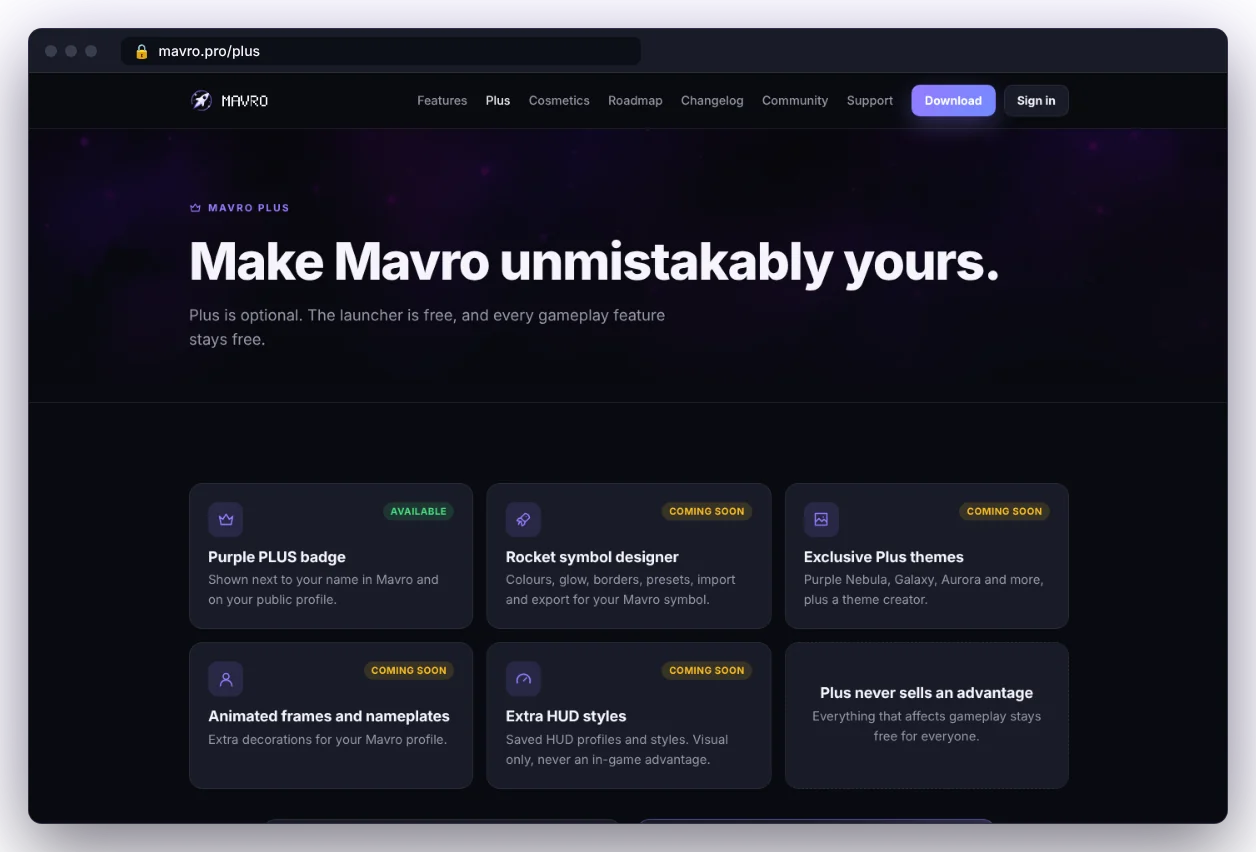 mavro.pro/plus
MAVRO
Features
Plus
Cosmetics
Roadmap
Changelog
Community
Support
Download
Sign in
MAVRO PLUS
Make Mavro unmistakably yours.
Plus is optional. The launcher is free, and every gameplay feature
stays free.
AVAILABLE
Purple PLUS badge
Shown next to your name in Mavro and
on your public profile.
COMING SOON
Rocket symbol designer
Colours, glow, borders, presets, import
and export for your Mavro symbol.
COMING SOON
Exclusive Plus themes
Purple Nebula, Galaxy, Aurora and more,
plus a theme creator.
COMING SOON
Animated frames and nameplates
Extra decorations for your Mavro profile.
COMING SOON
Extra HUD styles
Saved HUD profiles and styles. Visual
only, never an in-game advantage.
Plus never sells an advantage
Everything that affects gameplay stays
free for everyone.